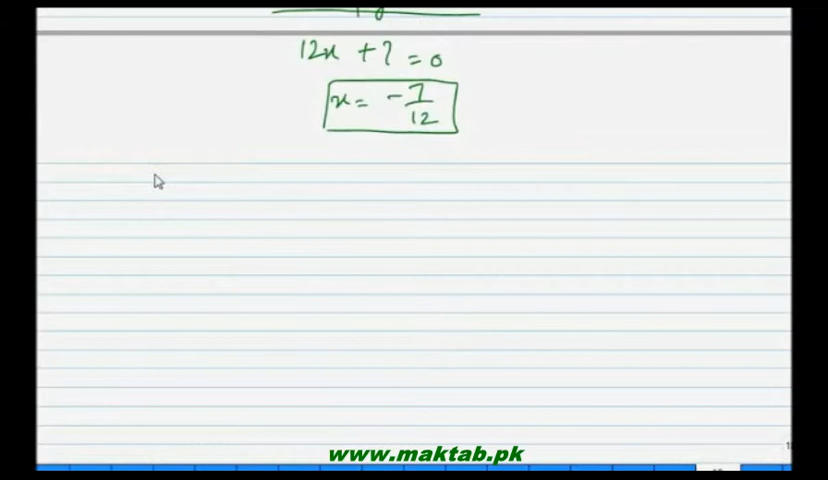 12x + 7 = 0
x = - 7/12
www.maktab.pk